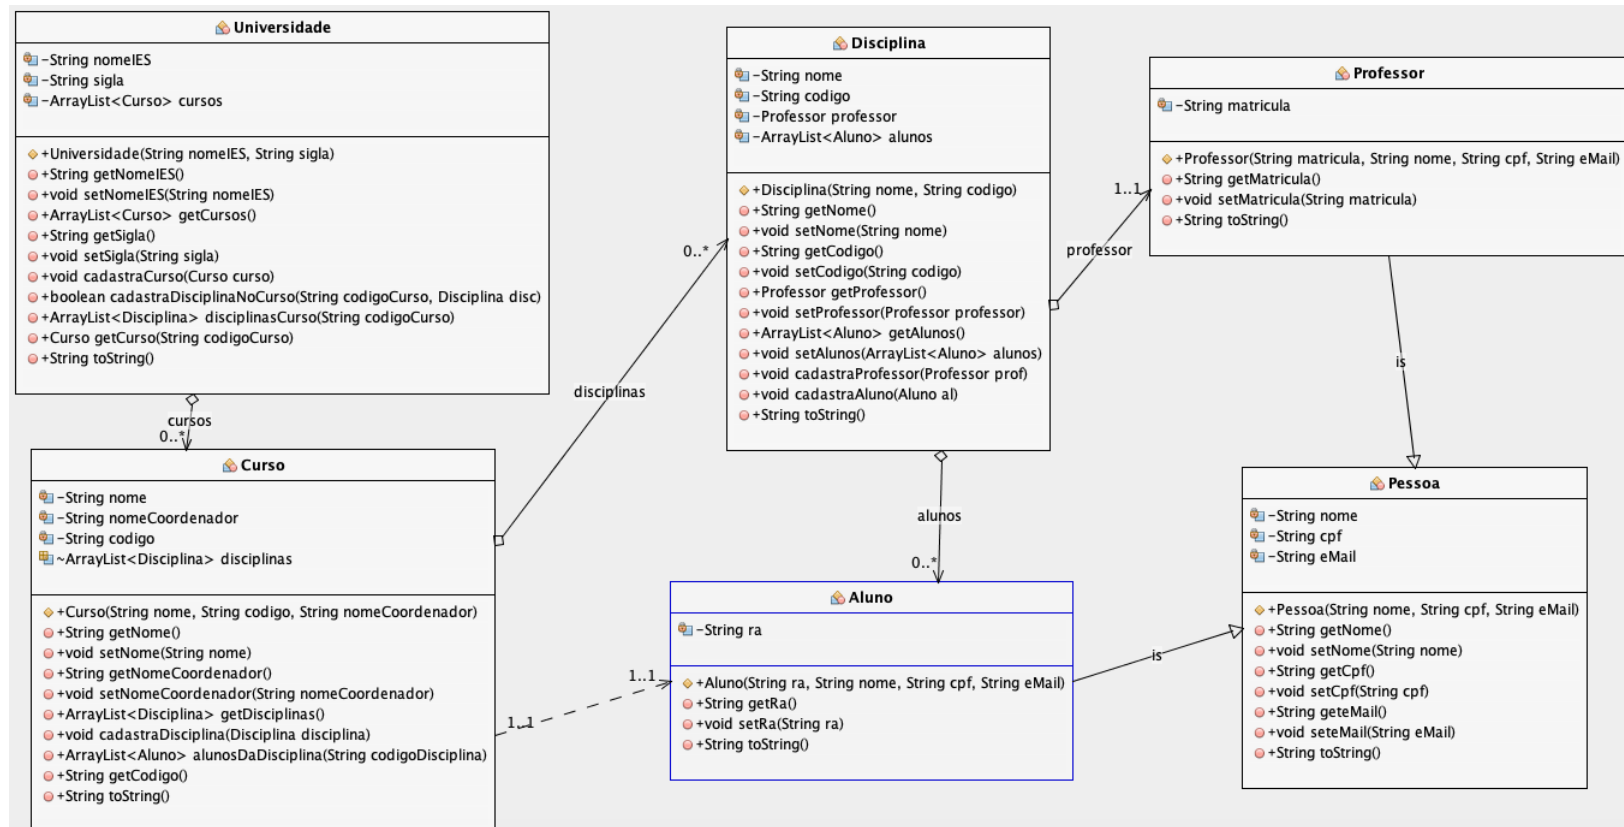 Universidade
-String nomeIES
-String sigla
-ArrayList<Curso> cursos
+Universidade(String nomeIES, String sigla)
+String getNomeIES()
+void setNomeIES(String nomeIES)
+ArrayList<Curso> getCursos()
+String getSigla()
+void setSigla(String sigla)
+void cadastraCurso(Curso curso)
+boolean cadastraDisciplinaNoCurso(String codigoCurso, Disciplina disc)
+ArrayList<Disciplina> disciplinasCurso(String codigoCurso)
+Curso getCurso(String codigoCurso)
+String toString()
cursos
0..*
Curso
-String nome
-String nomeCoordenador
-String codigo
~ArrayList<Disciplina> disciplinas
+Curso(String nome, String codigo, String nomeCoordenador)
+String getNome()
+void setNome(String nome)
+String getNomeCoordenador()
+void setNomeCoordenador(String nomeCoordenador)
+ArrayList<Disciplina> getDisciplinas()
+void cadastraDisciplina(Disciplina disciplina)
+ArrayList<Aluno> alunosDaDisciplina(String codigoDisciplina)
+String getCodigo()
+String toString()
0..*
disciplinas
1..1
1..1
Disciplina
-String nome
-String codigo
-Professor professor
-ArrayList<Aluno> alunos
+Disciplina(String nome, String codigo)
+String getNome()
+void setNome(String nome)
+String getCodigo()
+void setCodigo(String codigo)
+Professor getProfessor()
+void setProfessor(Professor professor)
+ArrayList<Aluno> getAlunos()
+void setAlunos(ArrayList<Aluno> alunos)
+void cadastraProfessor(Professor prof)
+void cadastraAluno(Aluno al)
+String toString()
alunos
0..*
Aluno
-String ra
+Aluno(String ra, String nome, String cpf, String eMail)
+String getRa()
+void setRa(String ra)
+String toString()
1..1
professor
Professor
-String matricula
+Professor(String matricula, String nome, String cpf, String eMail)
+String getMatricula()
+void setMatricula(String matricula)
+String toString()
is
is
Pessoa
-String nome
-String cpf
-String eMail
+Pessoa(String nome, String cpf, String eMail)
+String getNome()
+void setNome(String nome)
+String getCpf()
+void setCpf(String cpf)
+String geteMail()
+void seteMail(String eMail)
+String toString()